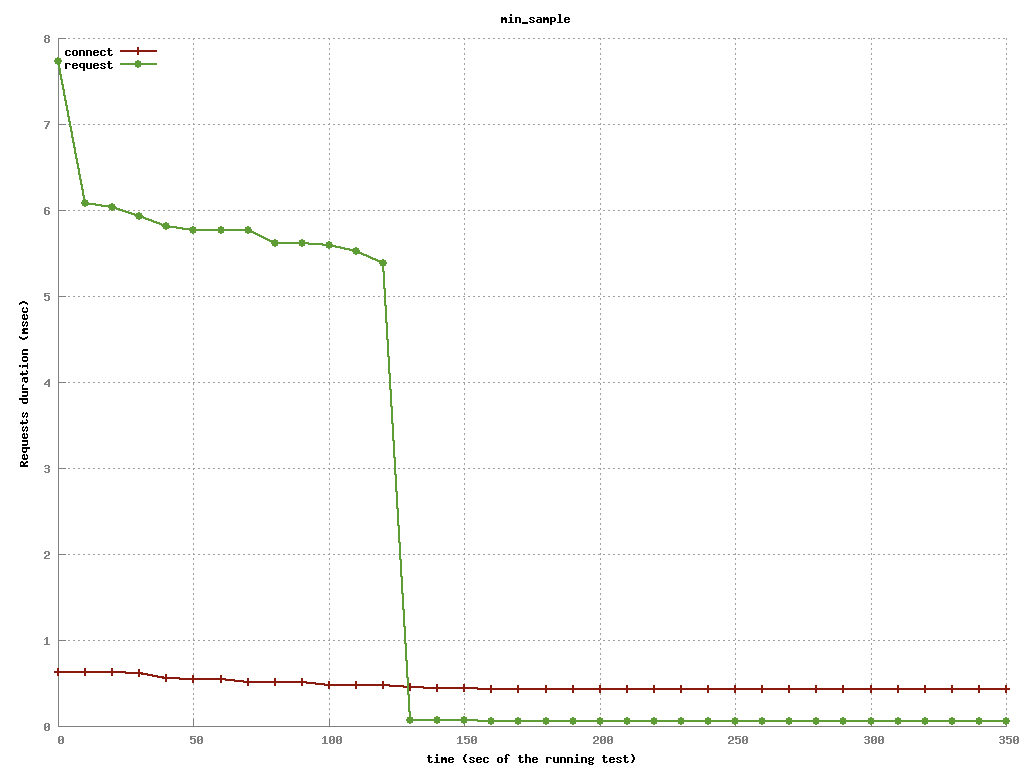 min_sample
connect
request
8
7
6
5
4
3
2
1
0
Requests duration (msec)
0 50 100 150 200 250 300 350
time (sec of the running test)